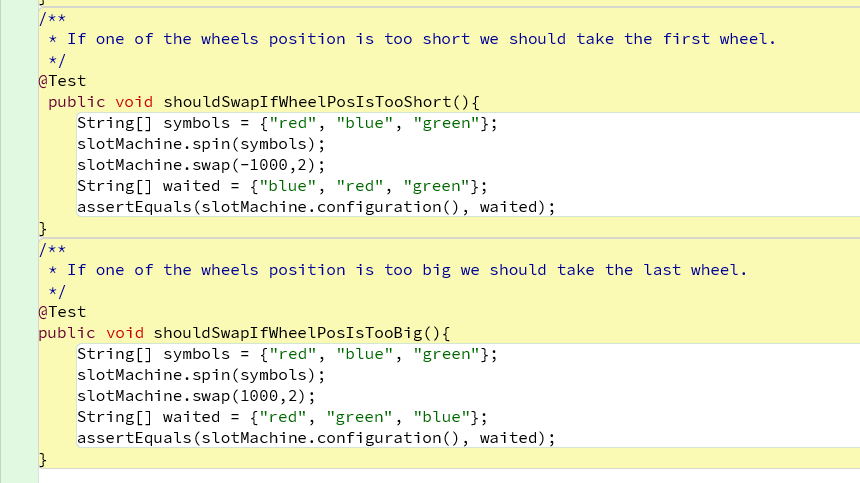 }
/**
 * If one of the wheels position is too short we should take the first wheel.
 */
@Test
 public void shouldSwapIfWheelPosIsTooShort(){
    String[] symbols = {"red", "blue", "green"};
    slotMachine.spin(symbols);
    slotMachine.swap(-1000,2);
    String[] waited = {"blue", "red", "green"};
    assertEquals(slotMachine.configuration(), waited);
}
/**
 * If one of the wheels position is too big we should take the last wheel.
 */
@Test
public void shouldSwapIfWheelPosIsTooBig(){
    String[] symbols = {"red", "blue", "green"};
    slotMachine.spin(symbols);
    slotMachine.swap(1000,2);
    String[] waited = {"red", "green", "blue"};
    assertEquals(slotMachine.configuration(), waited);
}